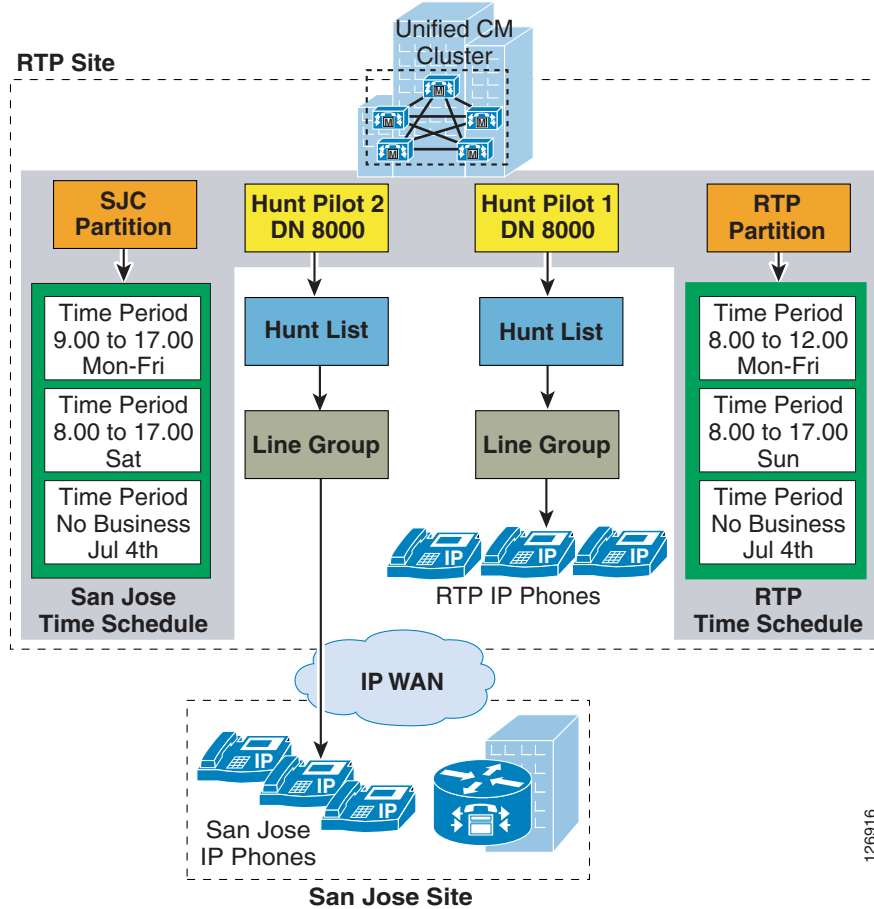 Unified CM
Cluster
RTP Site
M
M
M
M
M
SJC
Partition
Hunt Pilot 2
DN 8000
Hunt Pilot 1
DN 8000
RTP
Partition
Time Period
9.00 to 17.00
Mon-Fri
Time Period
8.00 to 17.00
Sat
Time Period
No Business
Jul 4th
San Jose
Time Schedule
Hunt List
Line Group
Hunt List
Line Group
IP
IP
IP
RTP IP Phones
Time Period
8.00 to 12.00
Mon-Fri
Time Period
8.00 to 17.00
Sun
Time Period
No Business
Jul 4th
RTP
Time Schedule
IP WAN
IP
IP
IP
San Jose
IP Phones
San Jose Site
126916